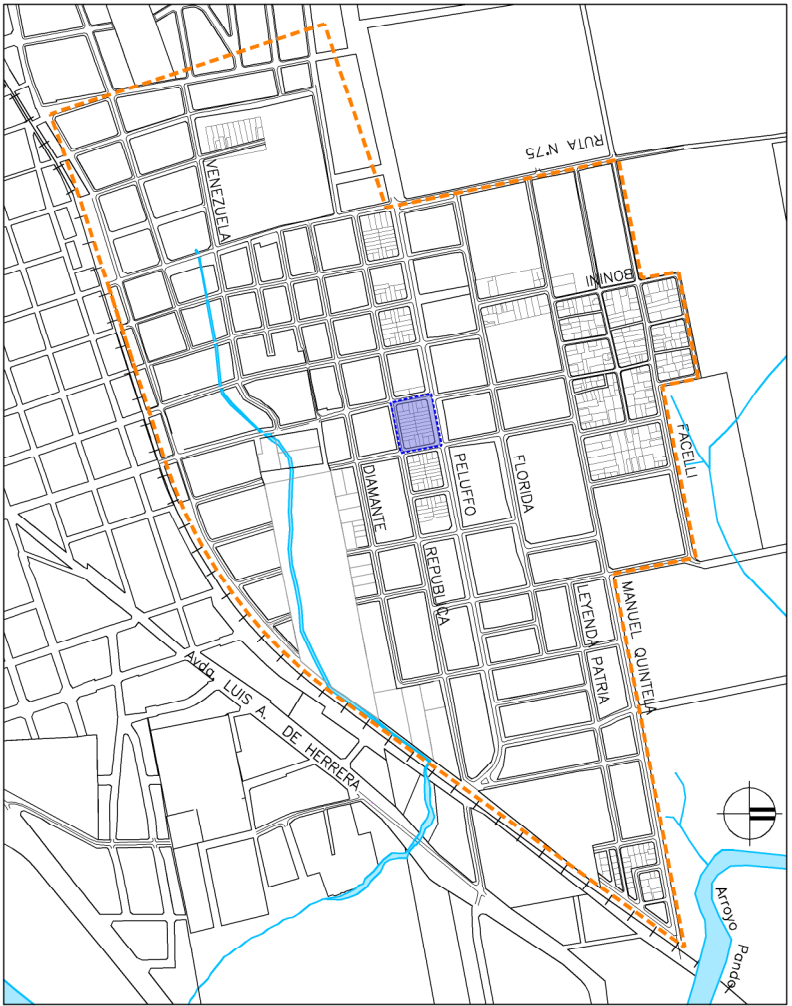 RUTA N°75
VENEZUELA
BONINI
FACELLI
PELUFFO
FLORIDA
DIAMANTE
REPUBLICA
MANUEL QUINTELA
LEYENDA PATRIA
Avda. LUIS A. DE HERRERA
Arroyo Pando